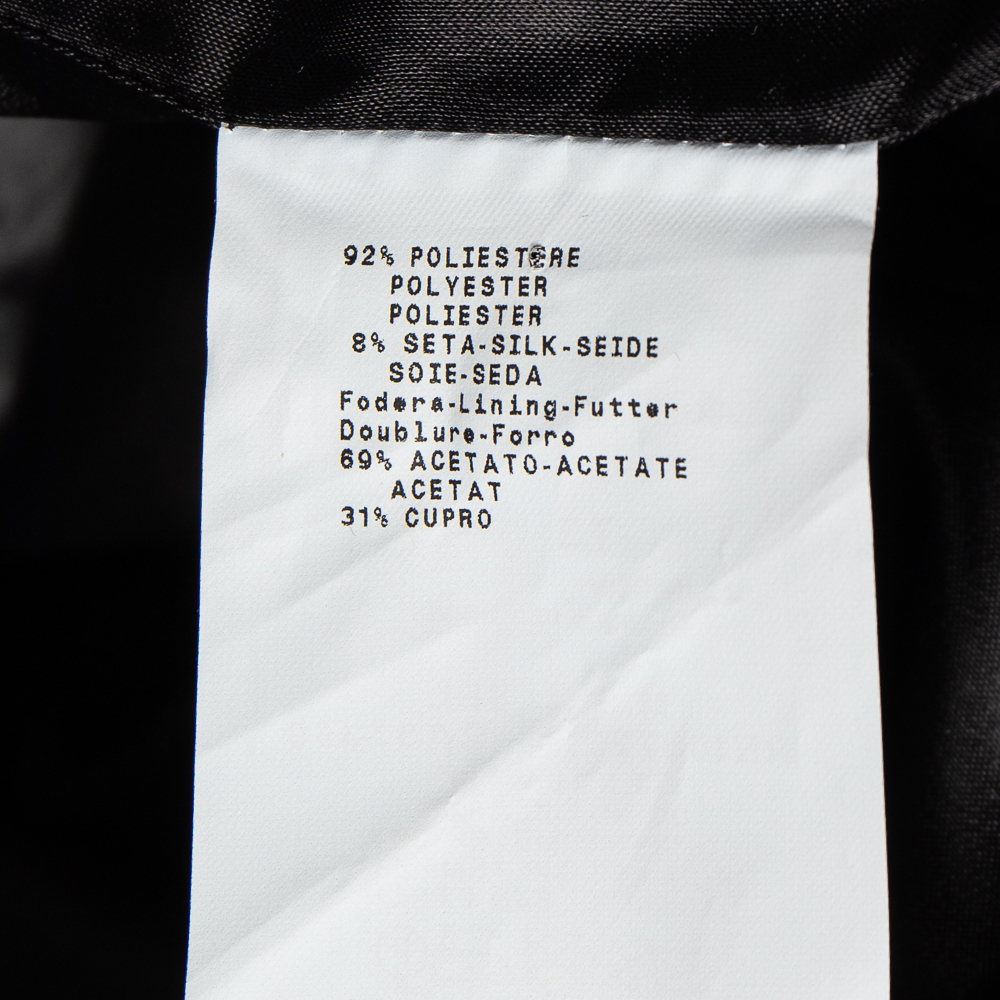 92% POLIESTERE
POLYESTER
POLIESTER
8% SETA-SILK-SEIDE
SOIE-SEDA
Fodera-Lining-Futter
Doublure-Forro
69% ACETATO-ACETATE
ACETAT
31% CUPRO